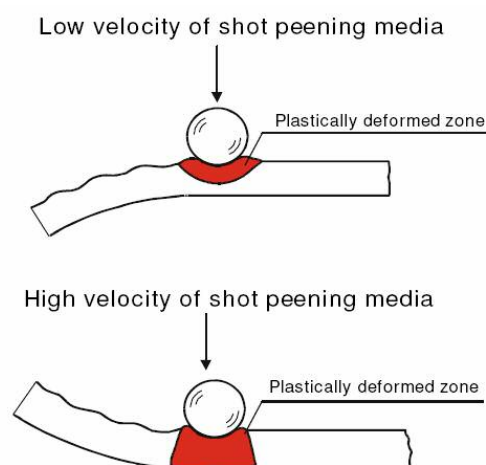 Low velocity of shot peening media
Plastically deformed zone
High velocity of shot peening media
Plastically deformed zone